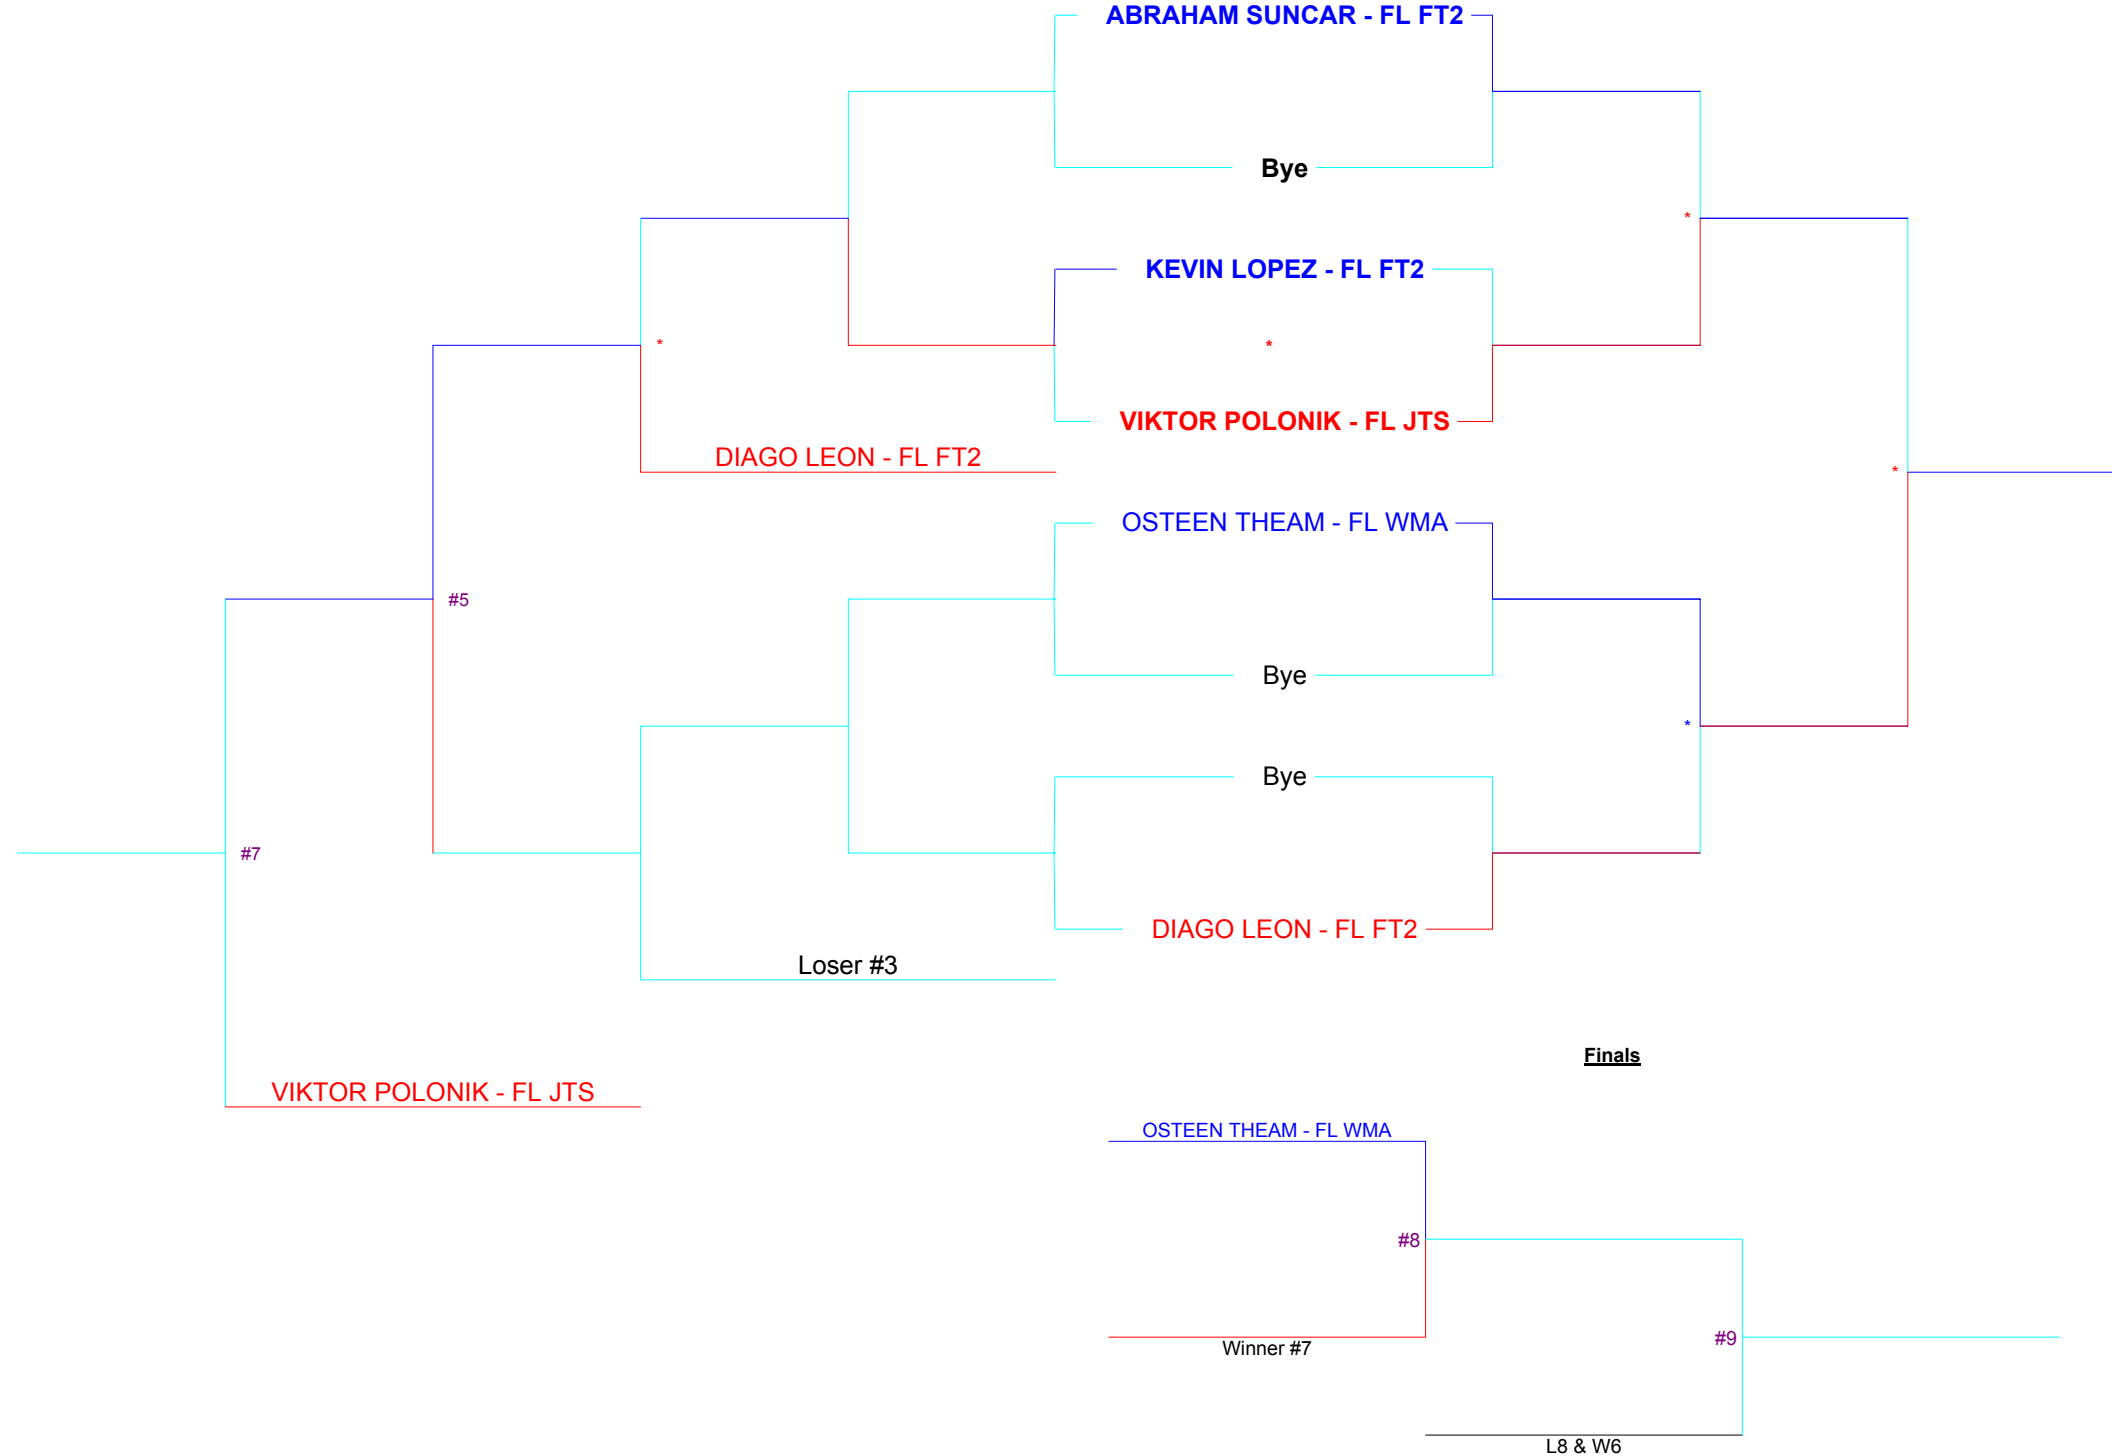 ABRAHAM SUNCAR - FL FT2
Bye
*
KEVIN LOPEZ - FL FT2
*
*
VIKTOR POLONIK - FL JTS
DIAGO LEON - FL FT2
*
OSTEEN THEAM - FL WMA
#5
Bye
*
Bye
#7
DIAGO LEON - FL FT2
Loser #3
Finals
VIKTOR POLONIK - FL JTS
OSTEEN THEAM - FL WMA
#8
Winner #7
#9
L8 & W6